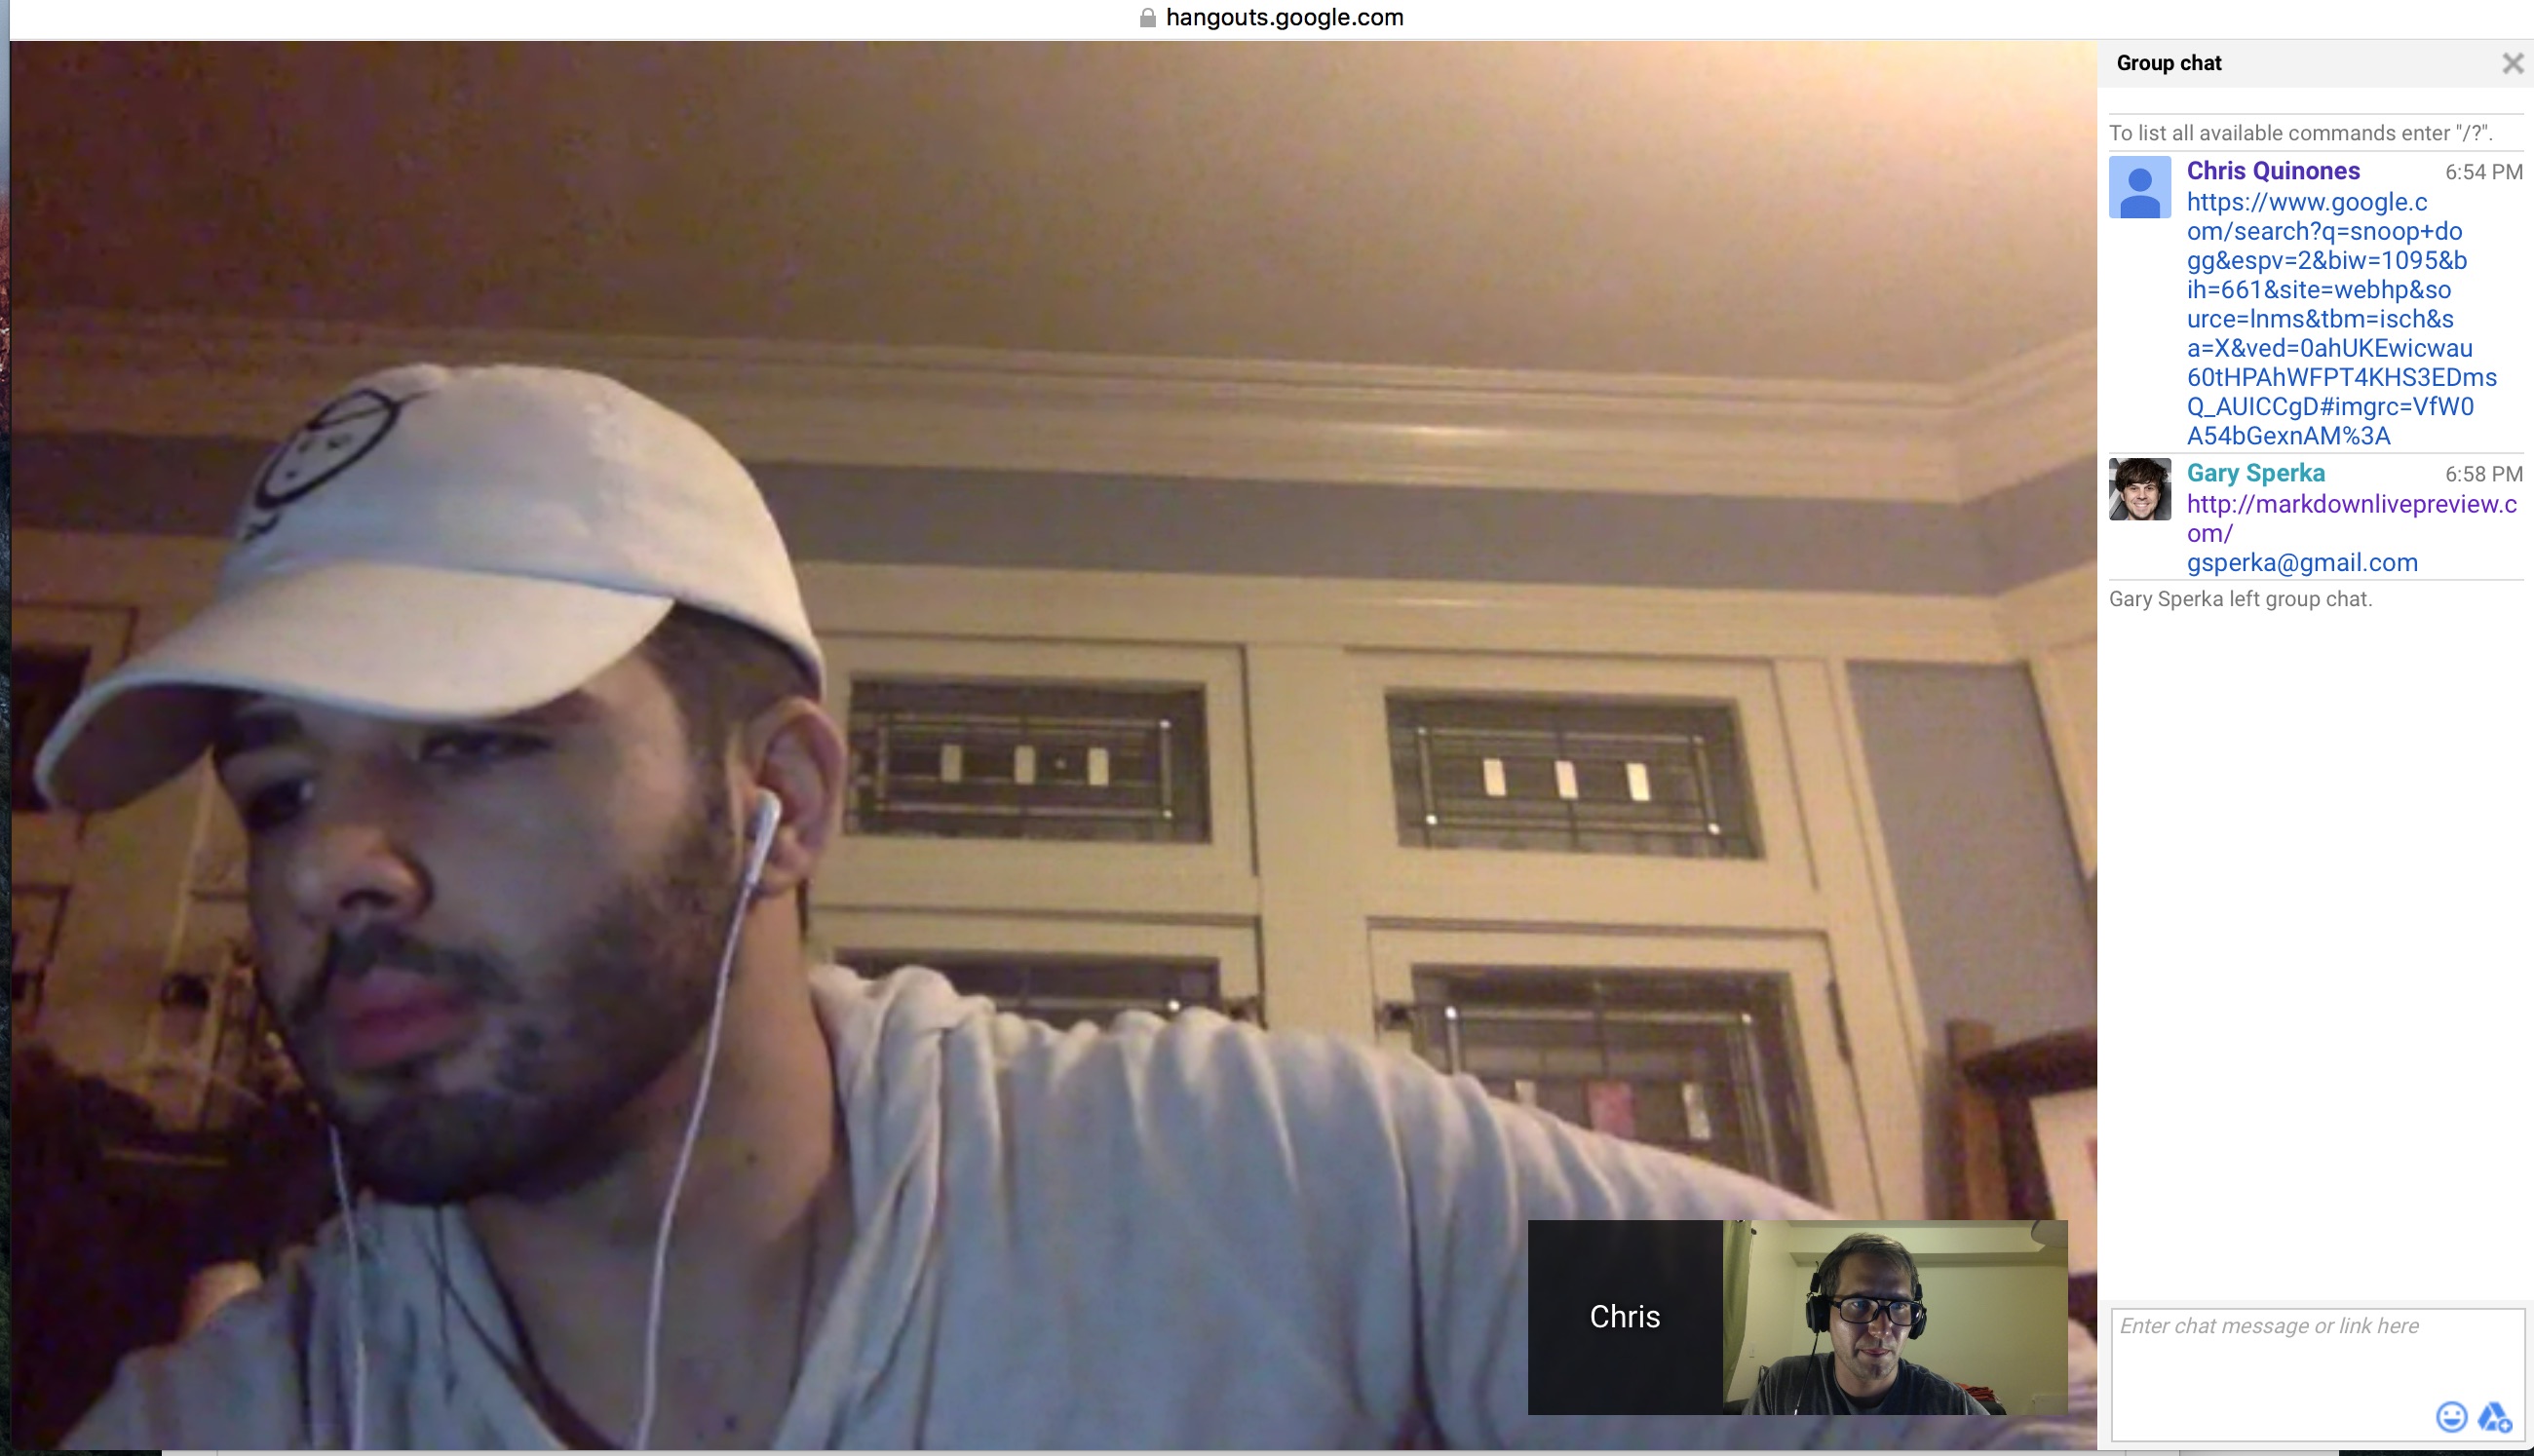 hangouts.google.com
Group chat
To list all available commands enter "/?".
Chris Quinones 6:54 PM
https://www.google.c
om/search?q=snoop+do
gg&espv=2&biw=1095&b
ih=661&site=webhp&so
urce=lnms&tbm=isch&s
a=X&ved=0ahUKEwicwau
60tHPAhWFPT4KHS3EDms
Q_AUICCgD#imgrc=VfW0
A54bGexnAM%3A
Gary Sperka 6:58 PM
http://markdownlivepreview.c
om/
gsperka@gmail.com
Gary Sperka left group chat.
Chris
Enter chat message or link here